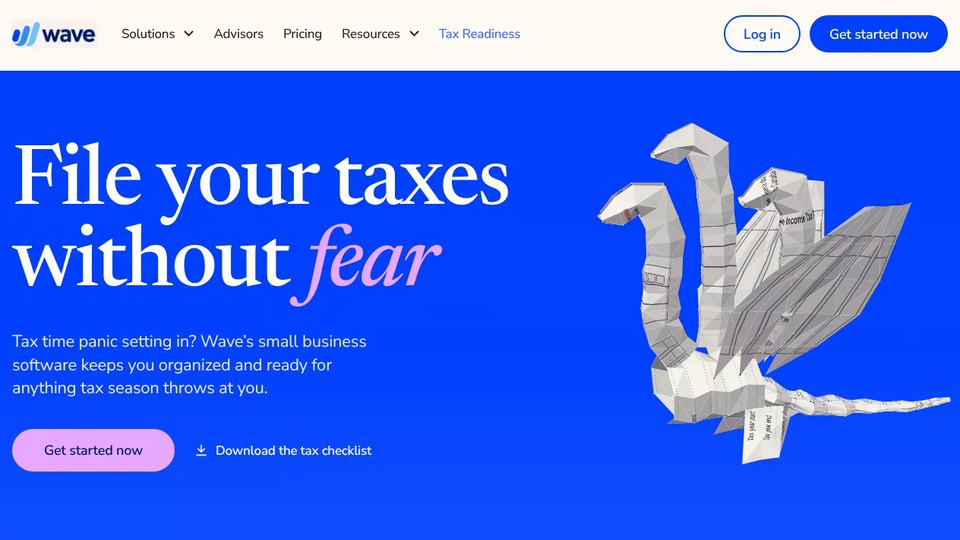 wave
Solutions
Advisors
Pricing
Resources
Tax Readiness
Log in
Get started now
File your taxes
without fear
Tax time panic setting in? Wave's small business
software keeps you organized and ready for
anything tax season throws at you.
Get started now
Download the tax checklist
Income Tax